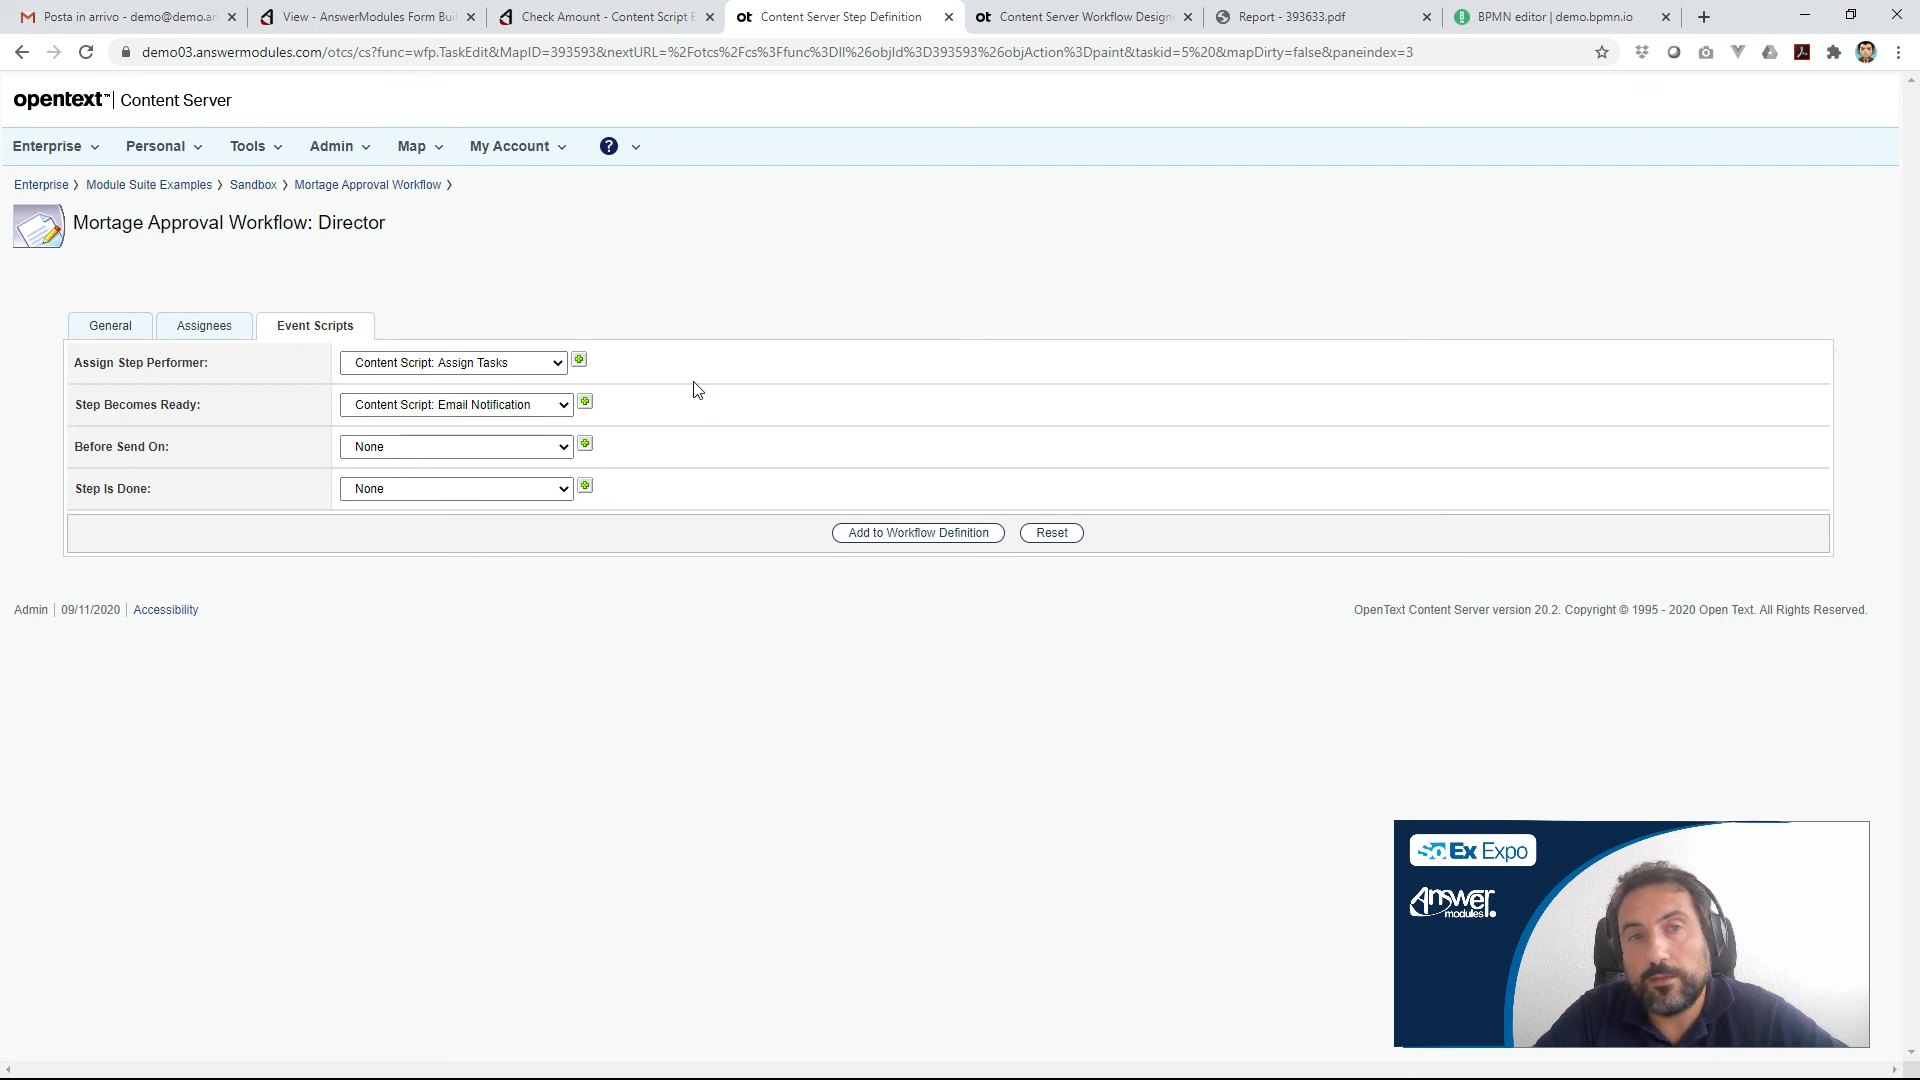 Posta in arrivo - demo@demo.an
View - AnswerModules Form Buil
Check Amount - Content Script E
Content Server Step Definition
Content Server Workflow Design
Report - 393633.pdf
BPMN editor | demo.bpmn.io
demo03.answermodules.com/otcs/cs?func=wfp.TaskEdit&MapID=393593&nextURL=%2Fotcs%2Fcs%3Ffunc%3Dll%26objId%3D393593%26objAction%3Dpaint&taskid=5%20&mapDirty=false&paneindex=3
opentext™ | Content Server
Enterprise
Personal
Tools
Admin
Map
My Account
?
Enterprise > Module Suite Examples > Sandbox > Mortage Approval Workflow >
Mortage Approval Workflow: Director
General
Assignees
Event Scripts
Assign Step Performer:
Content Script: Assign Tasks
Step Becomes Ready:
Content Script: Email Notification
Before Send On:
None
Step Is Done:
None
Add to Workflow Definition
Reset
Admin | 09/11/2020 | Accessibility
OpenText Content Server version 20.2. Copyright © 1995 - 2020 Open Text. All Rights Reserved.
SolEx Expo
Answer
modules